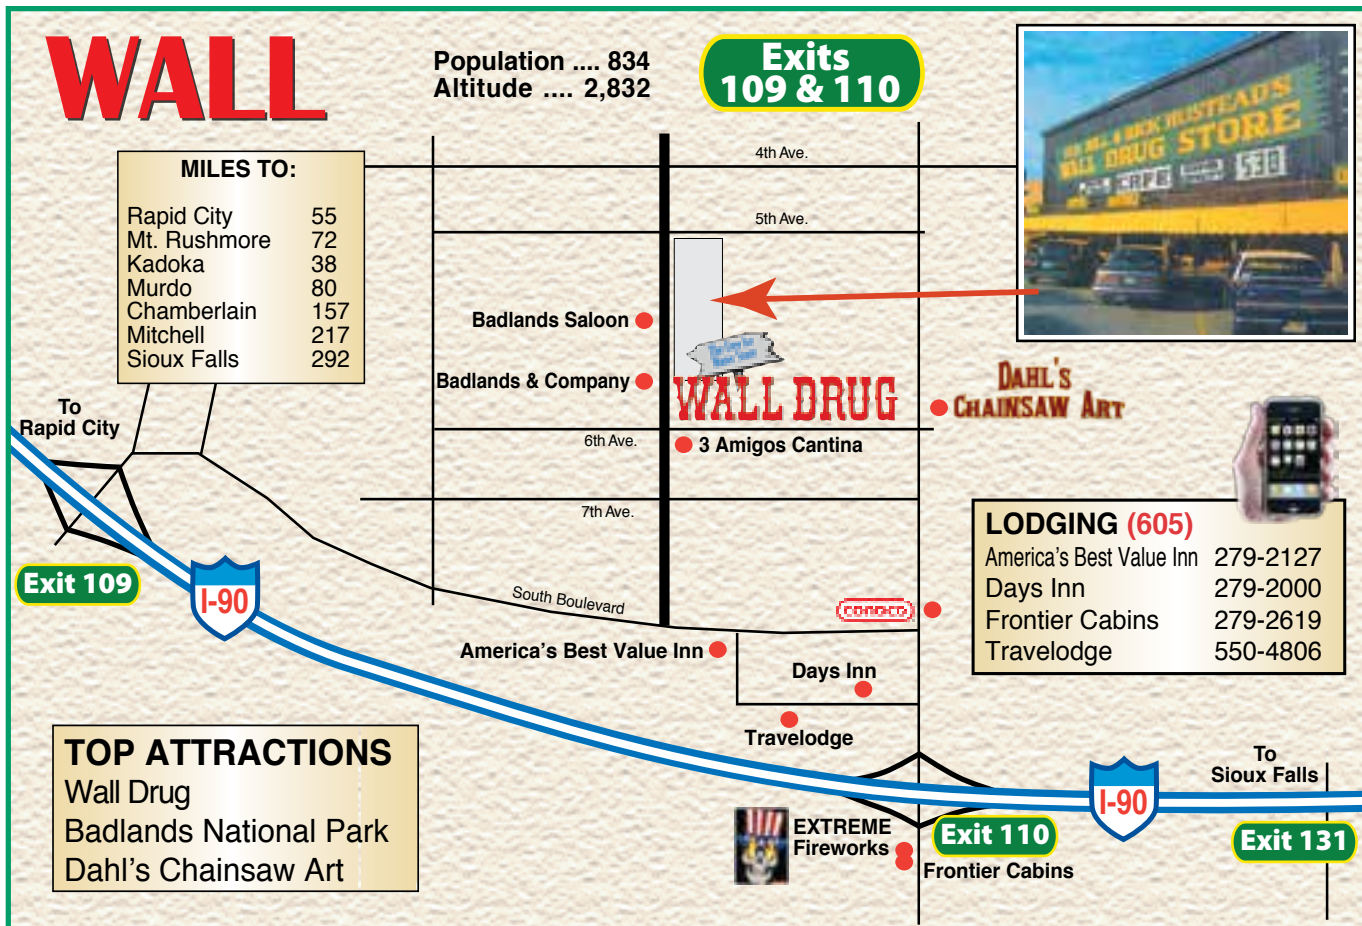 WALL
Population .... 834
Altitude .... 2,832
Exits
109 & 110
MILES TO:
Rapid City 55
Mt. Rushmore 72
Kadoka 38
Murdo 80
Chamberlain 157
Mitchell 217
Sioux Falls 292
4th Ave.
5th Ave.
WALL DRUG STORE
CAFE
530
Badlands Saloon
Badlands & Company
WALL DRUG
DAHL'S
CHAINSAW ART
6th Ave.
3 Amigos Cantina
7th Ave.
To
Rapid City
Exit 109
I-90
South Boulevard
conoco
LODGING (605)
America's Best Value Inn 279-2127
Days Inn 279-2000
Frontier Cabins 279-2619
Travelodge 550-4806
America's Best Value Inn
Days Inn
Travelodge
TOP ATTRACTIONS
Wall Drug
Badlands National Park
Dahl's Chainsaw Art
To
Sioux Falls
I-90
EXTREME
Fireworks
Exit 110
Exit 131
Frontier Cabins